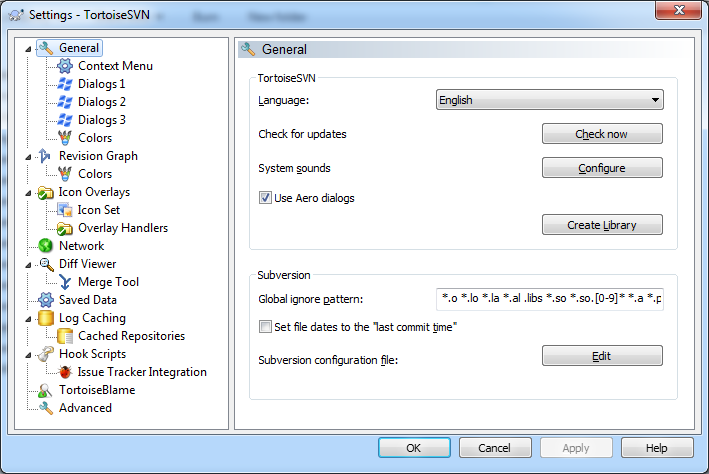 Settings - TortoiseSVN
General
Context Menu
Dialogs 1
Dialogs 2
Dialogs 3
Colors
Revision Graph
Colors
Icon Overlays
Icon Set
Overlay Handlers
Network
Diff Viewer
Merge Tool
Saved Data
Log Caching
Cached Repositories
Hook Scripts
Issue Tracker Integration
TortoiseBlame
Advanced
General
TortoiseSVN
Language: English
Check for updates Check now
System sounds Configure
Use Aero dialogs
Create Library
Subversion
Global ignore pattern: *.o *.lo *.la *.al .libs *.so *.so.[0-9]* *.a *.p
Set file dates to the "last commit time"
Subversion configuration file: Edit
OK Cancel Apply Help